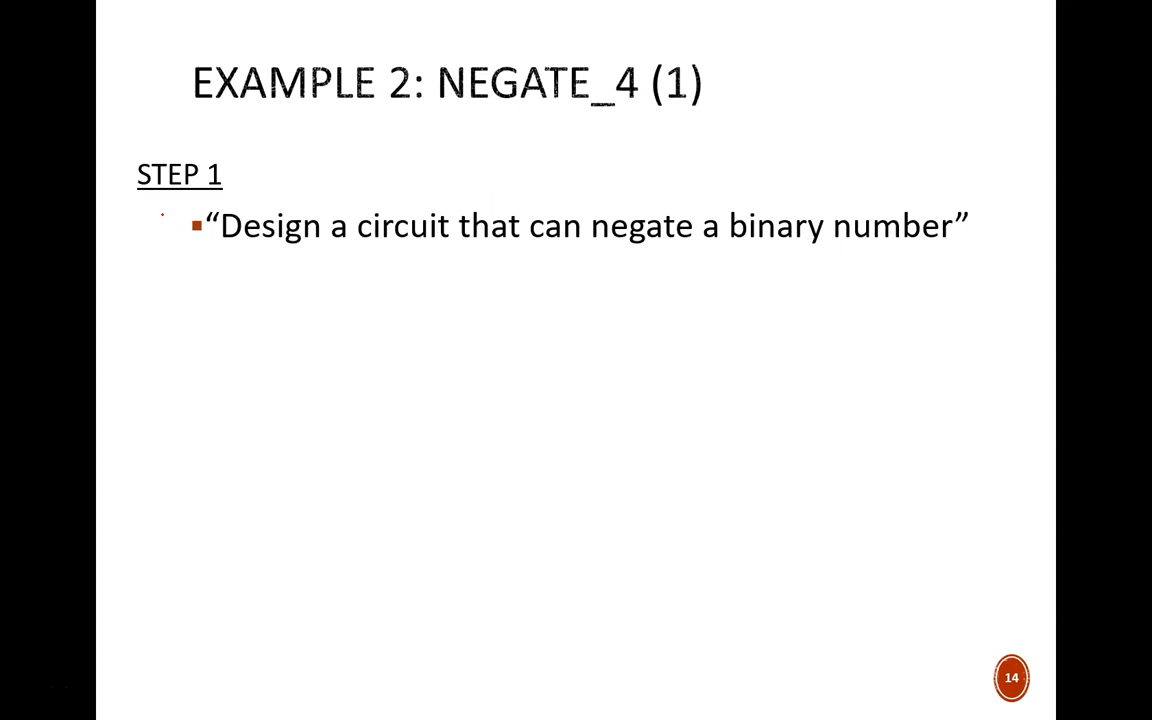 EXAMPLE 2: NEGATE_4 (1)
STEP 1
▪“Design a circuit that can negate a binary number”
14